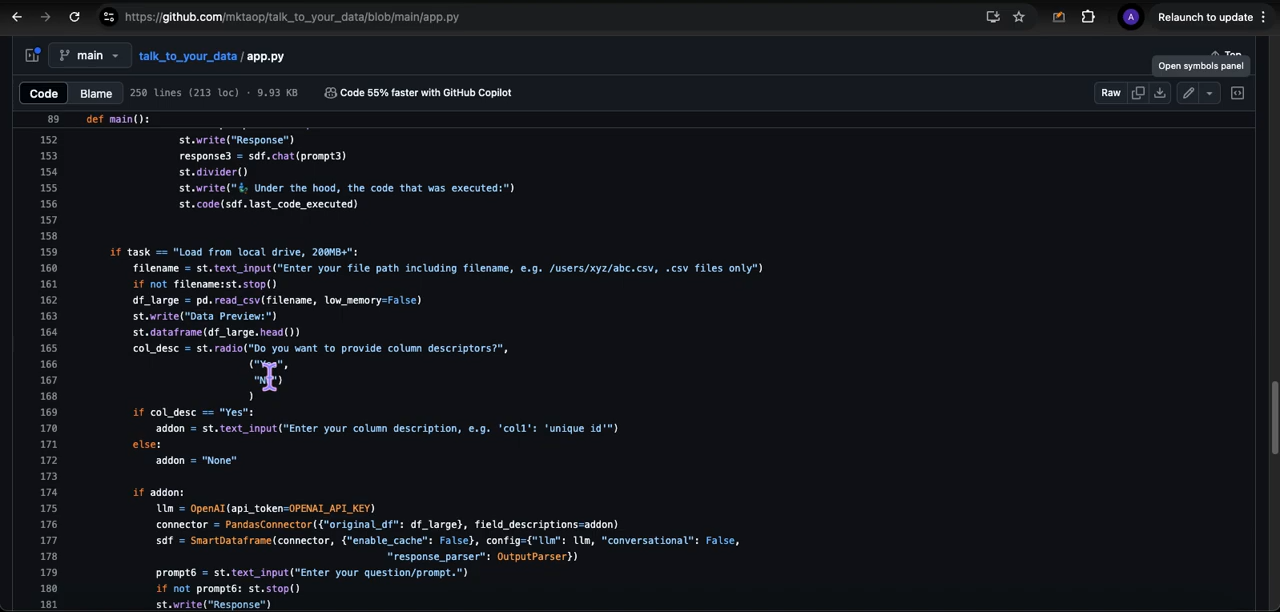 https://github.com/mktaop/talk_to_your_data/blob/main/app.py
A
Relaunch to update
main
talk_to_your_data / app.py
Top
Open symbols panel
Code
Blame
250 lines (213 loc) · 9.93 KB
Code 55% faster with GitHub Copilot
Raw
89 def main():
152 st.write("Response")
153 response3 = sdf.chat(prompt3)
154 st.divider()
155 st.write("🧞‍♂️ Under the hood, the code that was executed:")
156 st.code(sdf.last_code_executed)
157
158
159 if task == "Load from local drive, 200MB+":
160 filename = st.text_input("Enter your file path including filename, e.g. /users/xyz/abc.csv, .csv files only")
161 if not filename:st.stop()
162 df_large = pd.read_csv(filename, low_memory=False)
163 st.write("Data Preview:")
164 st.dataframe(df_large.head())
165 col_desc = st.radio("Do you want to provide column descriptors?",
166 ("Yes",
167 "No")
168 )
169 if col_desc == "Yes":
170 addon = st.text_input("Enter your column description, e.g. 'col1': 'unique id'")
171 else:
172 addon = "None"
173
174 if addon:
175 llm = OpenAI(api_token=OPENAI_API_KEY)
176 connector = PandasConnector({"original_df": df_large}, field_descriptions=addon)
177 sdf = SmartDataframe(connector, {"enable_cache": False}, config={"llm": llm, "conversational": False,
178 "response_parser": OutputParser})
179 prompt6 = st.text_input("Enter your question/prompt.")
180 if not prompt6: st.stop()
181 st.write("Response")